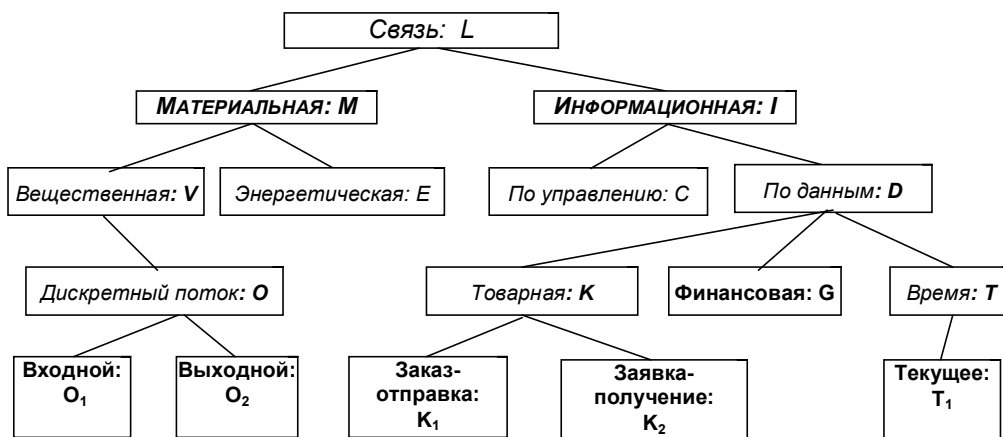 Связь: L
МАТЕРИАЛЬНАЯ: M
ИНФОРМАЦИОННАЯ: I
Вещественная: V
Энергетическая: E
По управлению: C
По данным: D
Дискретный поток: O
Товарная: K
Финансовая: G
Время: T
Входной:
O₁
Выходной:
O₂
Заказ-
отправка:
K₁
Заявка-
получение:
K₂
Текущее:
T₁